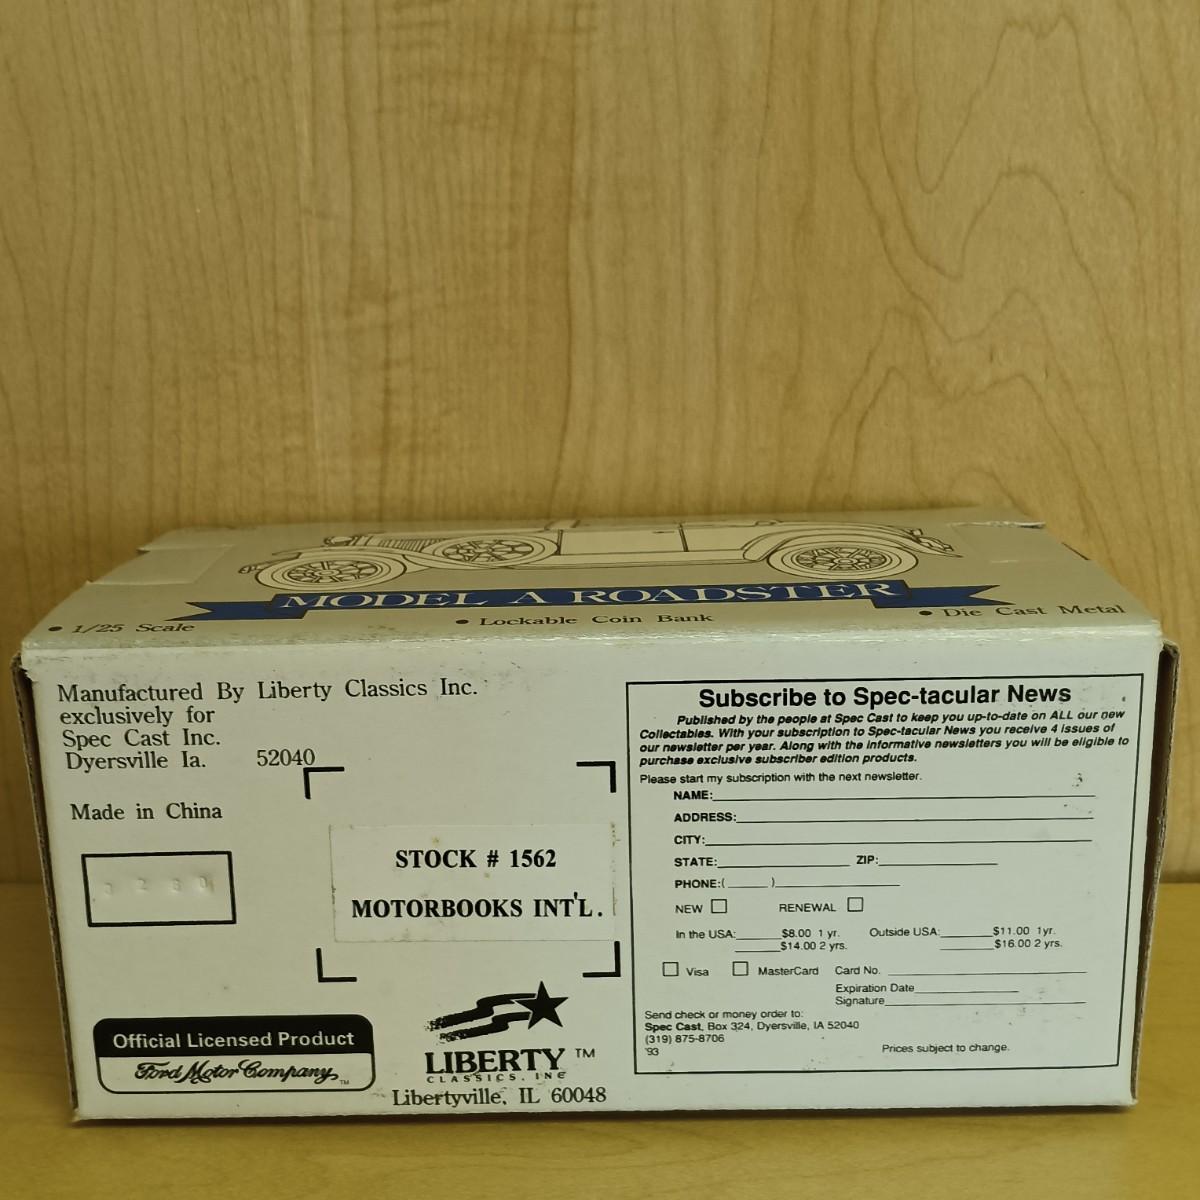 MODEL A ROADSTER
• 1/25 Scale
• Lockable Coin Bank
• Die Cast Metal
Manufactured By Liberty Classics Inc.
exclusively for
Spec Cast Inc.
Dyersville Ia. 52040
Made in China
STOCK # 1562
MOTORBOOKS INT'L.
Official Licensed Product
Ford Motor Company TM
LIBERTY TM
CLASSICS, INC
Libertyville, IL 60048
Subscribe to Spec-tacular News
Published by the people at Spec Cast to keep you up-to-date on ALL our new
Collectables. With your subscription to Spec-tacular News you receive 4 issues of
our newsletter per year. Along with the informative newsletters you will be eligible to
purchase exclusive subscriber edition products.
Please start my subscription with the next newsletter.
NAME:
ADDRESS:
CITY:
STATE: ZIP:
PHONE:( )
NEW RENEWAL
In the USA: $8.00 1 yr. Outside USA: $11.00 1yr.
$14.00 2 yrs. $16.00 2 yrs.
Visa MasterCard Card No.
Expiration Date
Signature
Send check or money order to:
Spec Cast, Box 324, Dyersville, IA 52040
(319) 875-8706
'93 Prices subject to change.